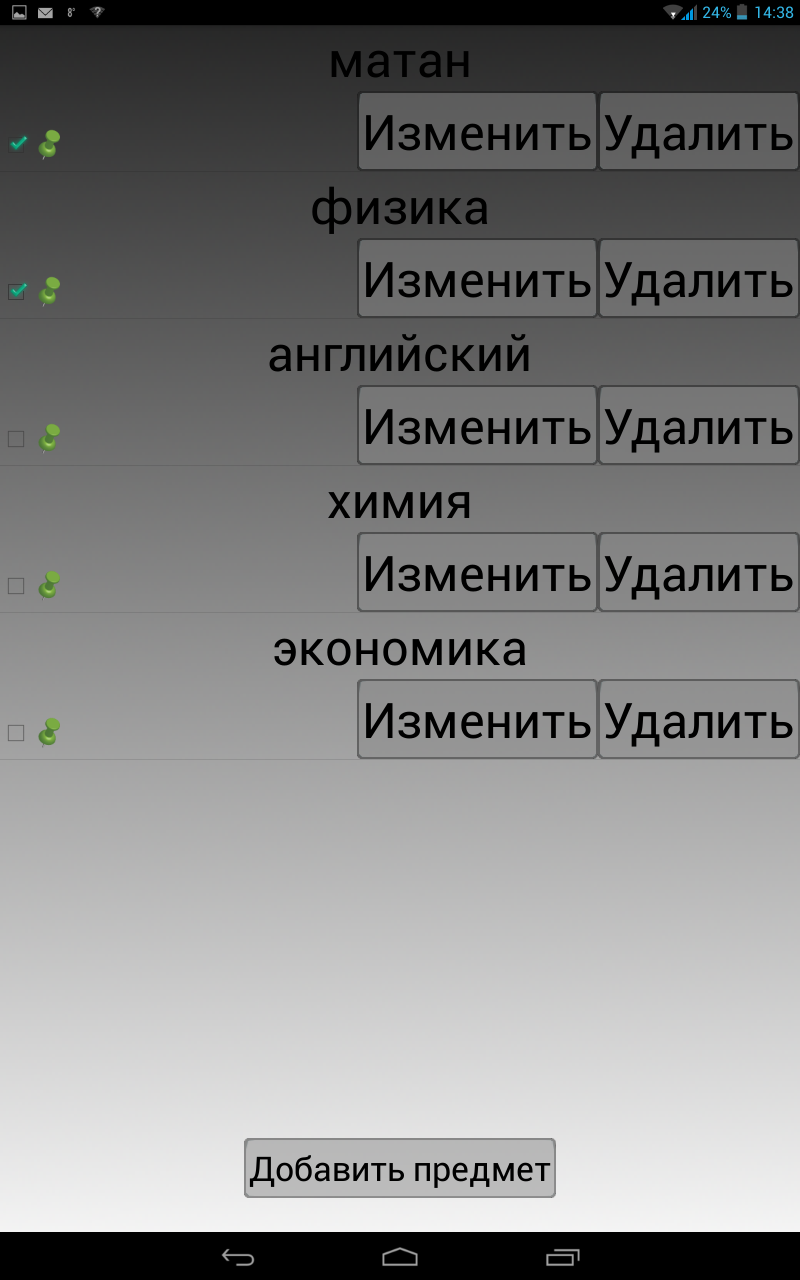 8° 24% 14:38
матан
Изменить Удалить
физика
Изменить Удалить
английский
Изменить Удалить
химия
Изменить Удалить
экономика
Изменить Удалить
Добавить предмет